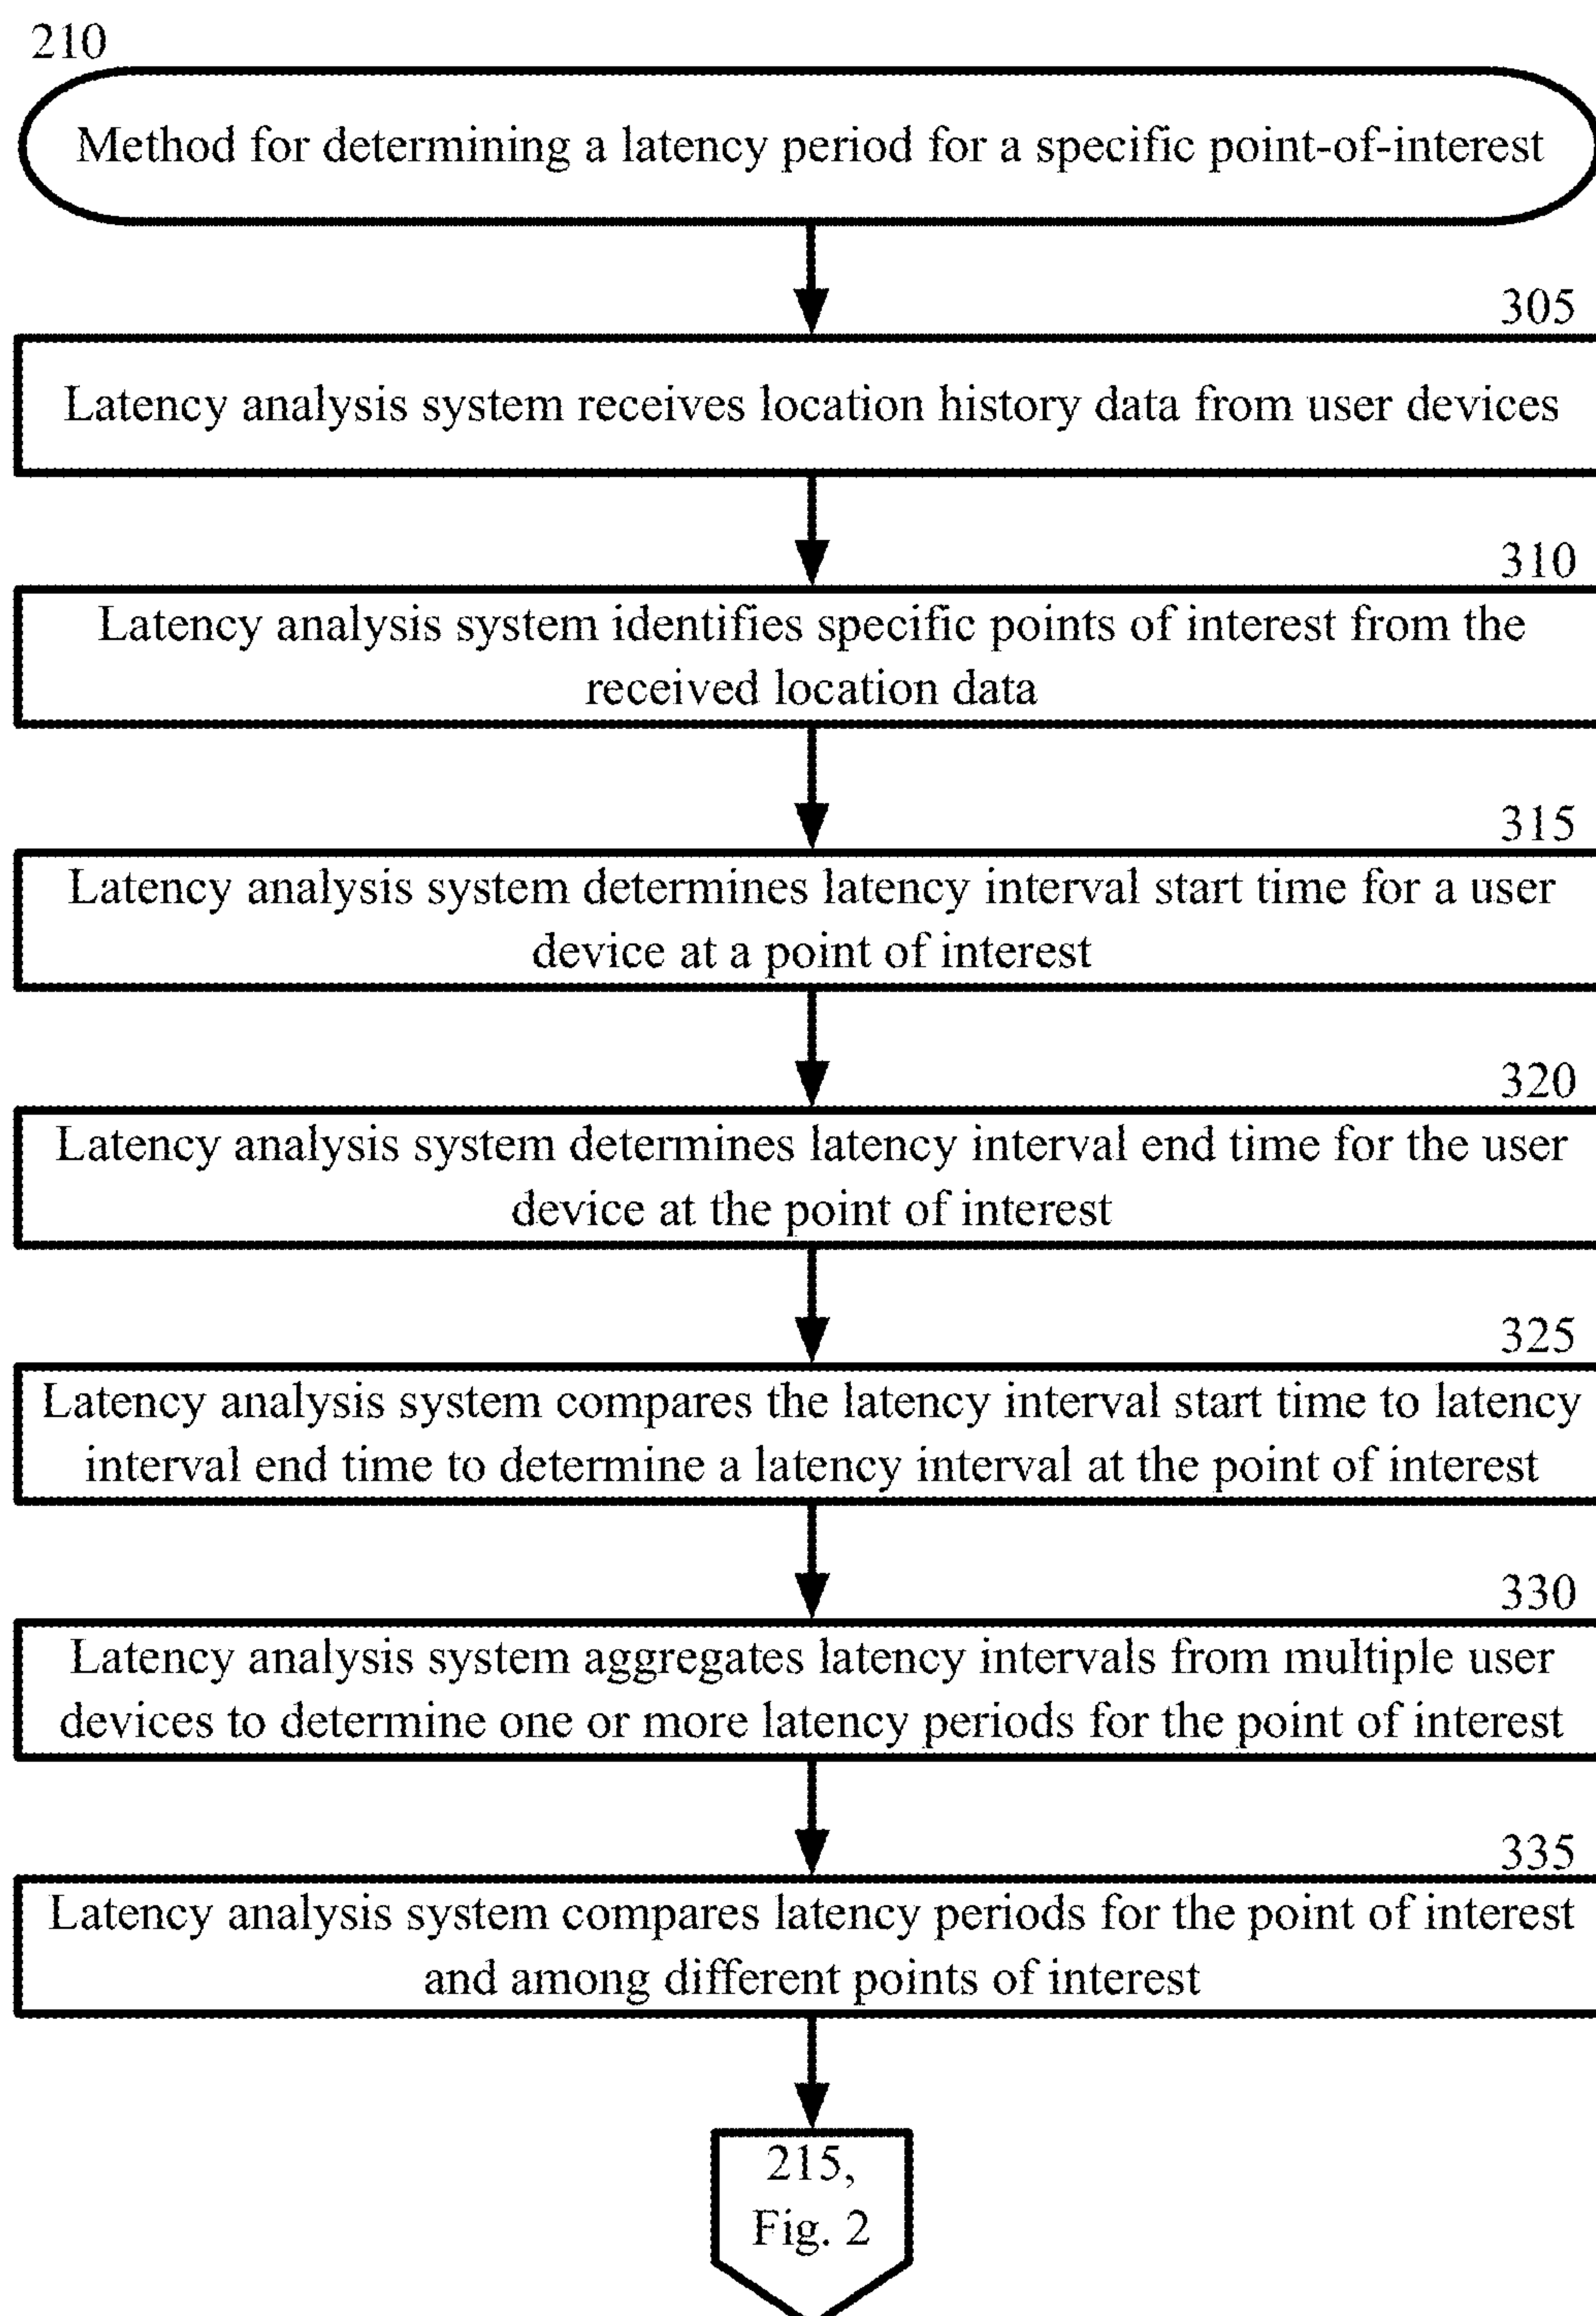 210
Method for determining a latency period for a specific point-of-interest
305
Latency analysis system receives location history data from user devices
310
Latency analysis system identifies specific points of interest from the
received location data
315
Latency analysis system determines latency interval start time for a user
device at a point of interest
320
Latency analysis system determines latency interval end time for the user
device at the point of interest
325
Latency analysis system compares the latency interval start time to latency
interval end time to determine a latency interval at the point of interest
330
Latency analysis system aggregates latency intervals from multiple user
devices to determine one or more latency periods for the point of interest
335
Latency analysis system compares latency periods for the point of interest
and among different points of interest
215,
Fig. 2